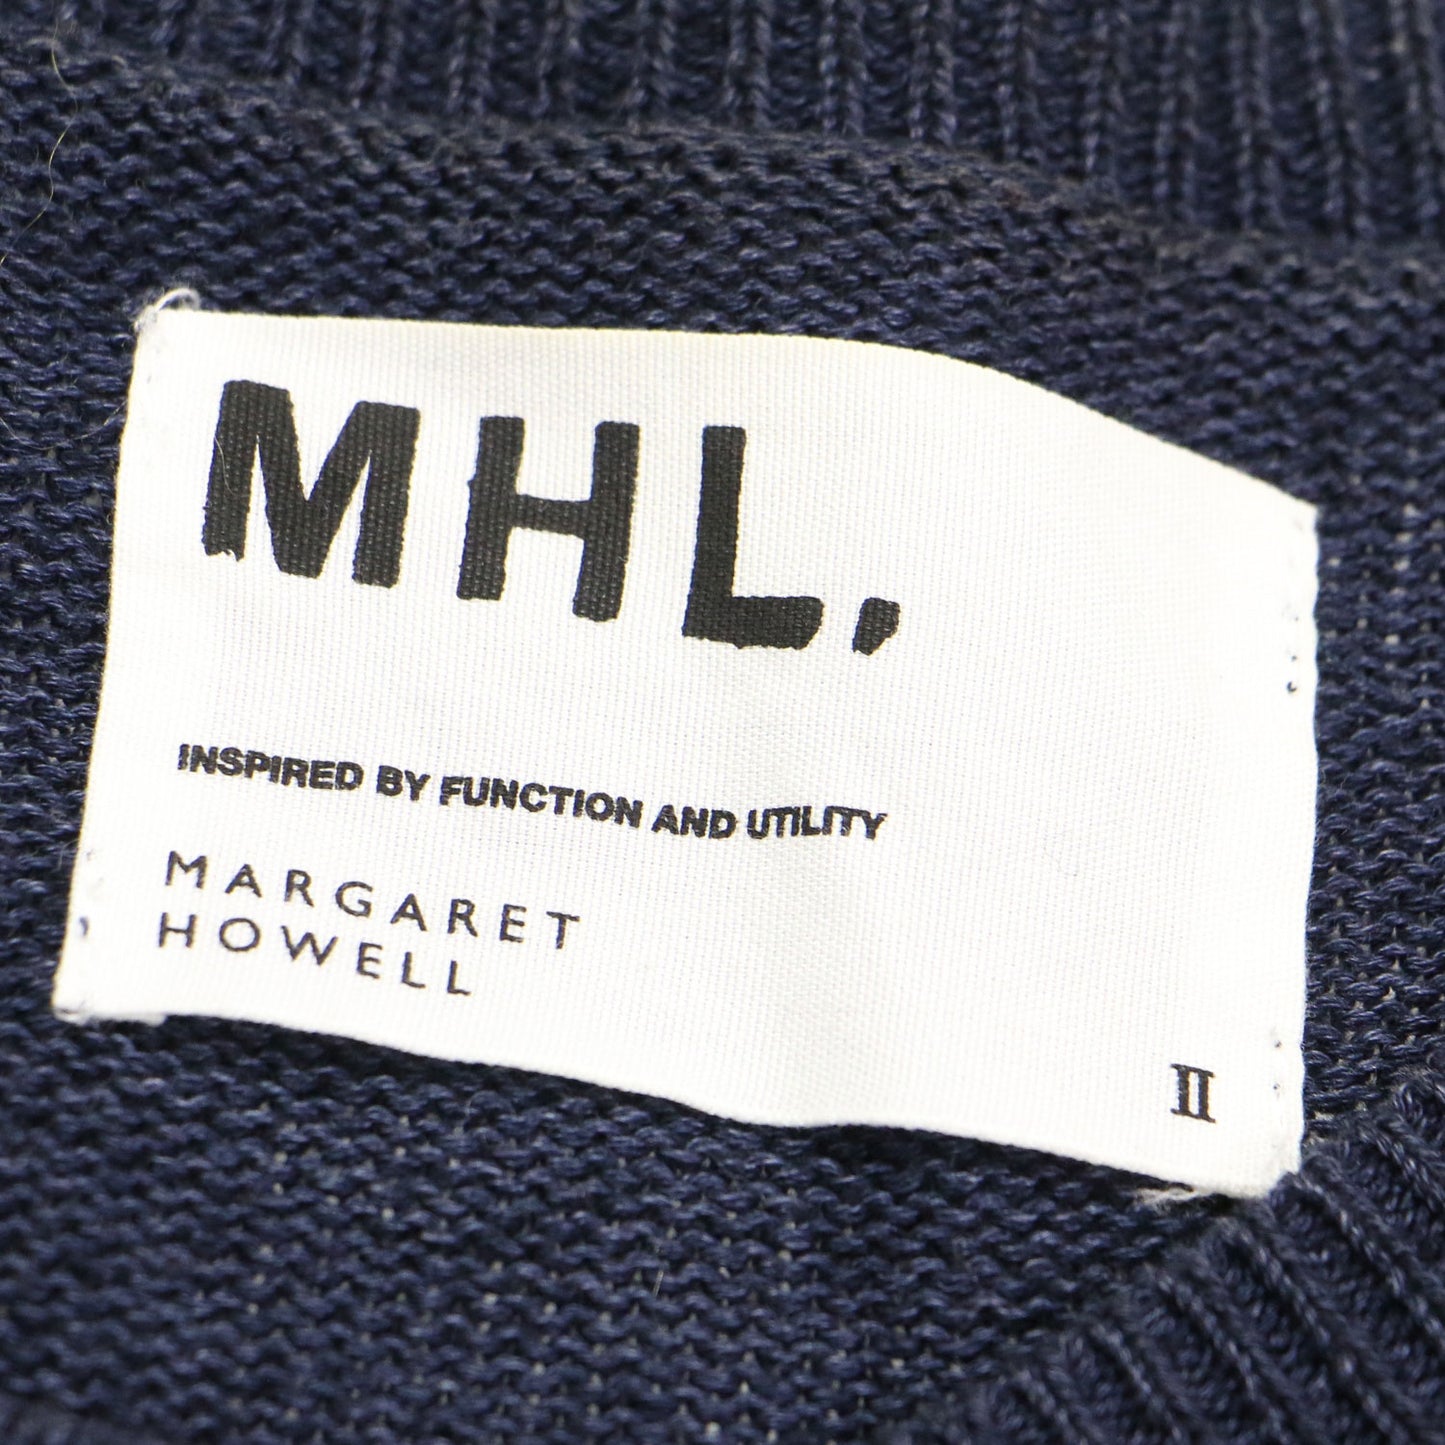 MHL.
INSPIRED BY FUNCTION AND UTILITY
MARGARET
HOWELL
II